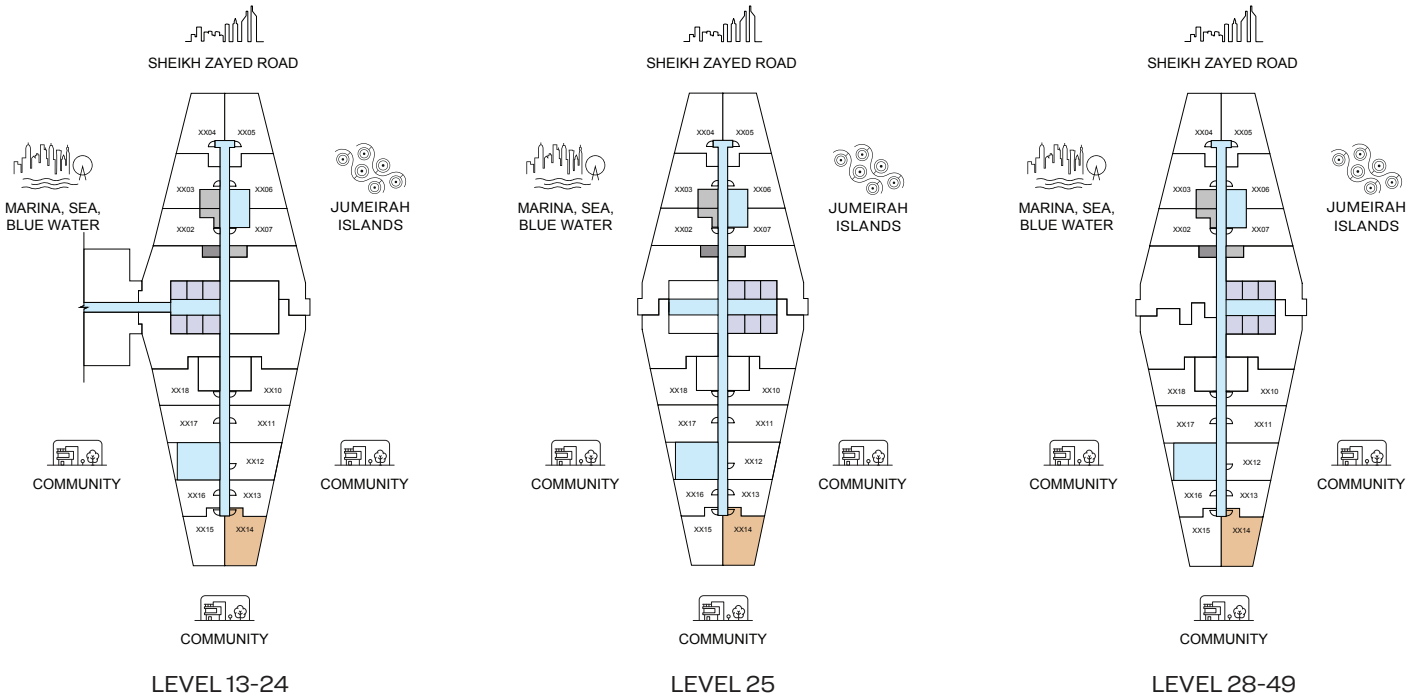 SHEIKH ZAYED ROAD
XX04
XX05
MARINA, SEA,
BLUE WATER
XX03
XX06
JUMEIRAH
ISLANDS
XX02
XX07
XX18
XX10
XX17
XX11
COMMUNITY
XX12
COMMUNITY
XX16
XX13
XX15
XX14
COMMUNITY
LEVEL 13-24
SHEIKH ZAYED ROAD
XX04
XX05
MARINA, SEA,
BLUE WATER
XX03
XX06
JUMEIRAH
ISLANDS
XX02
XX07
XX18
XX10
XX17
XX11
COMMUNITY
XX12
COMMUNITY
XX16
XX13
XX15
XX14
COMMUNITY
LEVEL 25
SHEIKH ZAYED ROAD
XX04
XX05
MARINA, SEA,
BLUE WATER
XX03
XX06
JUMEIRAH
ISLANDS
XX02
XX07
XX18
XX10
XX17
XX11
COMMUNITY
XX12
COMMUNITY
XX16
XX13
XX15
XX14
COMMUNITY
LEVEL 28-49